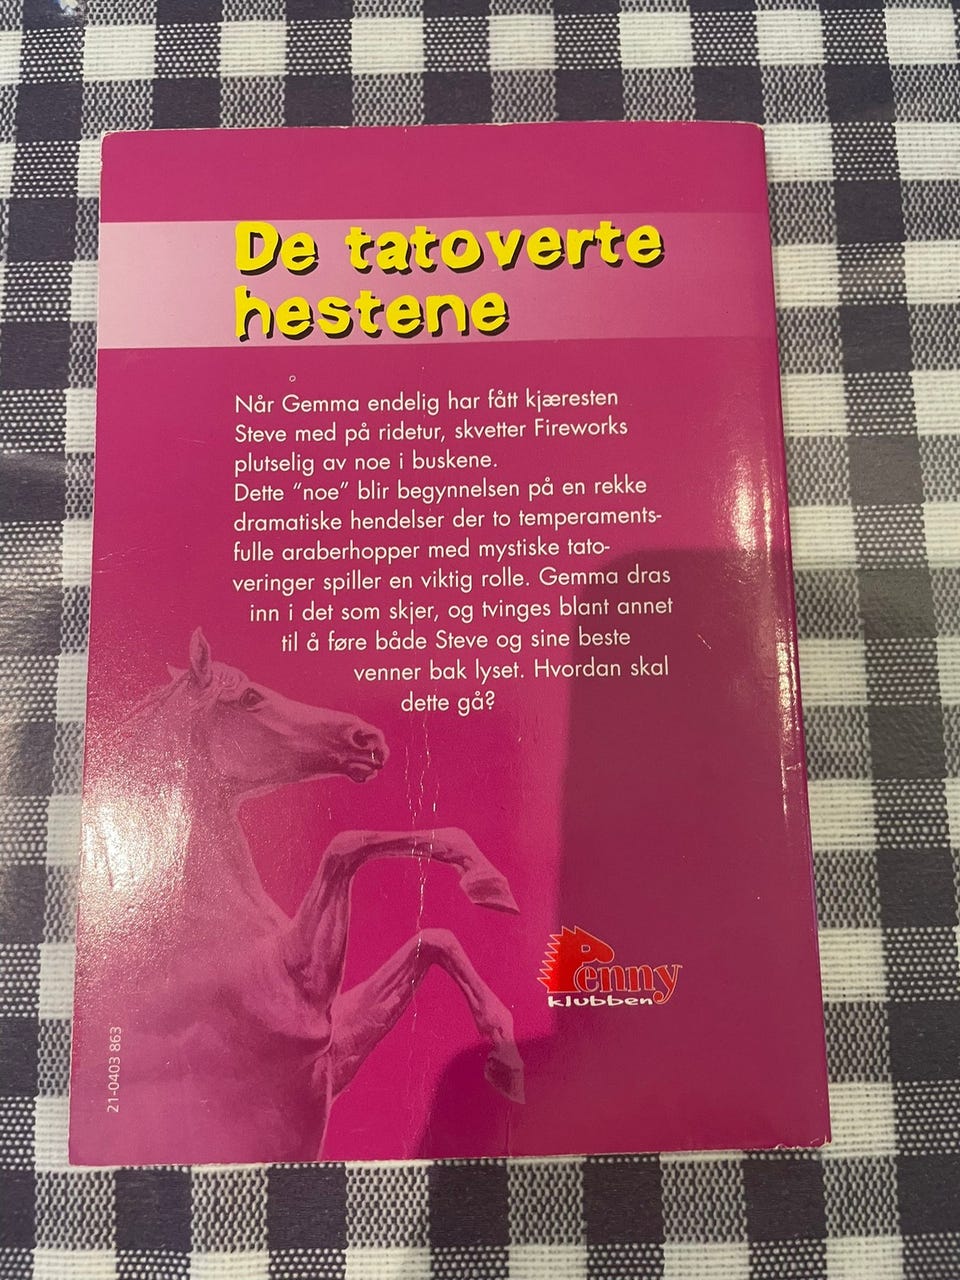 De tatoverte
hestene
Når Gemma endelig har fått kjæresten
Steve med på ridetur, skvetter Fireworks
plutselig av noe i buskene.
Dette "noe" blir begynnelsen på en rekke
dramatiske hendelser der to temperaments-
fulle araberhopper med mystiske tato-
veringer spiller en viktig rolle. Gemma dras
inn i det som skjer, og tvinges blant annet
til å føre både Steve og sine beste
venner bak lyset. Hvordan skal
dette gå?
Penny
klubben
21-0403 863